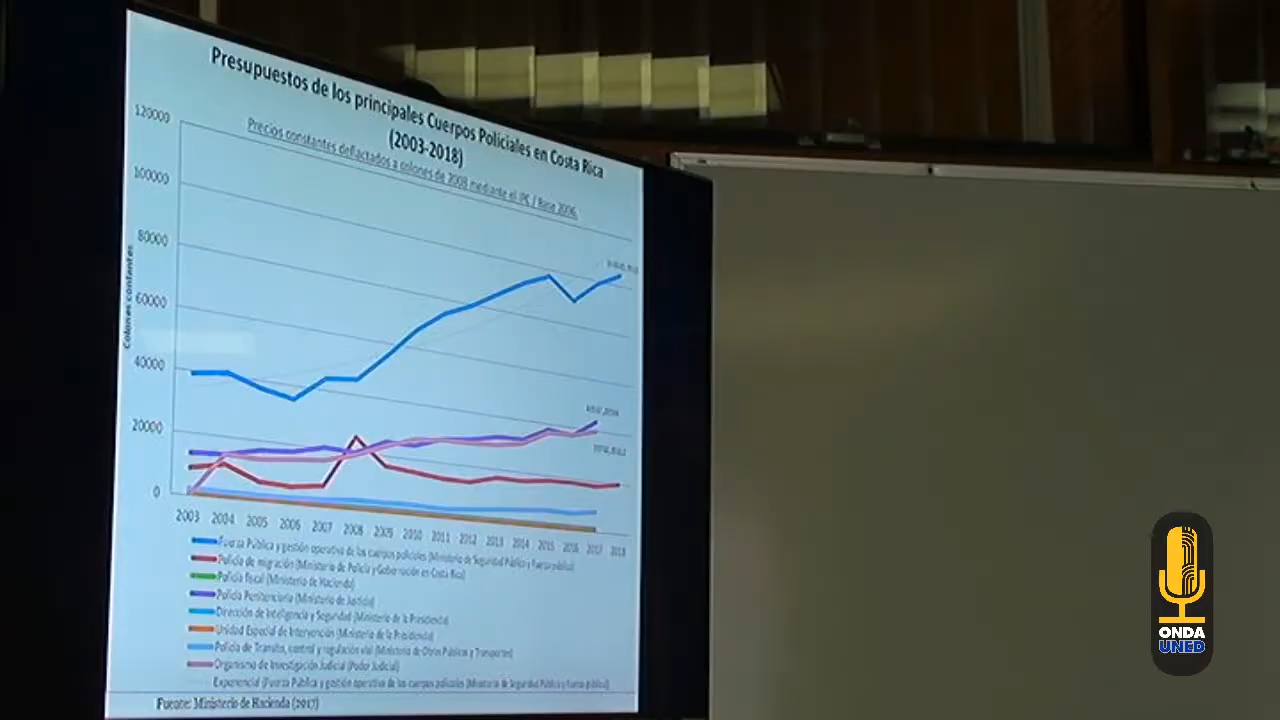 Presupuestos de los principales Cuerpos Policiales en Costa Rica
(2003-2018)
Precios constantes deflactados a colones de 2008 mediante el IPC / Base 2006.
120000
100000
80000
60000
40000
20000
0
Colones contantes
2003 2004 2005 2006 2007 2008 2009 2010 2011 2012 2013 2014 2015 2016 2017 2018
Fuerza Pública y gestión operativa de los cuerpos policiales (Ministerio de Seguridad Pública y Fuerza pública)
Policía de migración (Ministerio de Policía y Gobernación en Costa Rica)
Policía fiscal (Ministerio de Hacienda)
Policía Penitenciaria (Ministerio de Justicia)
Dirección de Inteligencia y Seguridad (Ministerio de la Presidencia)
Unidad Especial de Intervención (Ministerio de la Presidencia)
Policía de Transito, control y regulación vial (Ministerio de Obras Públicas y Transportes)
Organismo de Investigación Judicial (Poder Judicial)
Exponencial (Fuerza Pública y gestión operativa de los cuerpos policiales (Ministerio de Seguridad Pública y Fuerza pública))
Fuente: Ministerio de Hacienda (2017)
ONDA
UNED